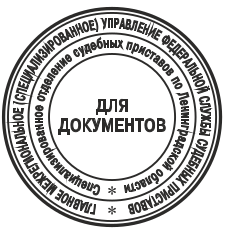 ГЛАВНОЕ МЕЖРЕГИОНАЛЬНОЕ (СПЕЦИАЛИЗИРОВАННОЕ) УПРАВЛЕНИЕ ФЕДЕРАЛЬНОЙ СЛУЖБЫ СУДЕБНЫХ ПРИСТАВОВ
Специализированное отделение судебных приставов по Ленинградской области
ДЛЯ
ДОКУМЕНТОВ